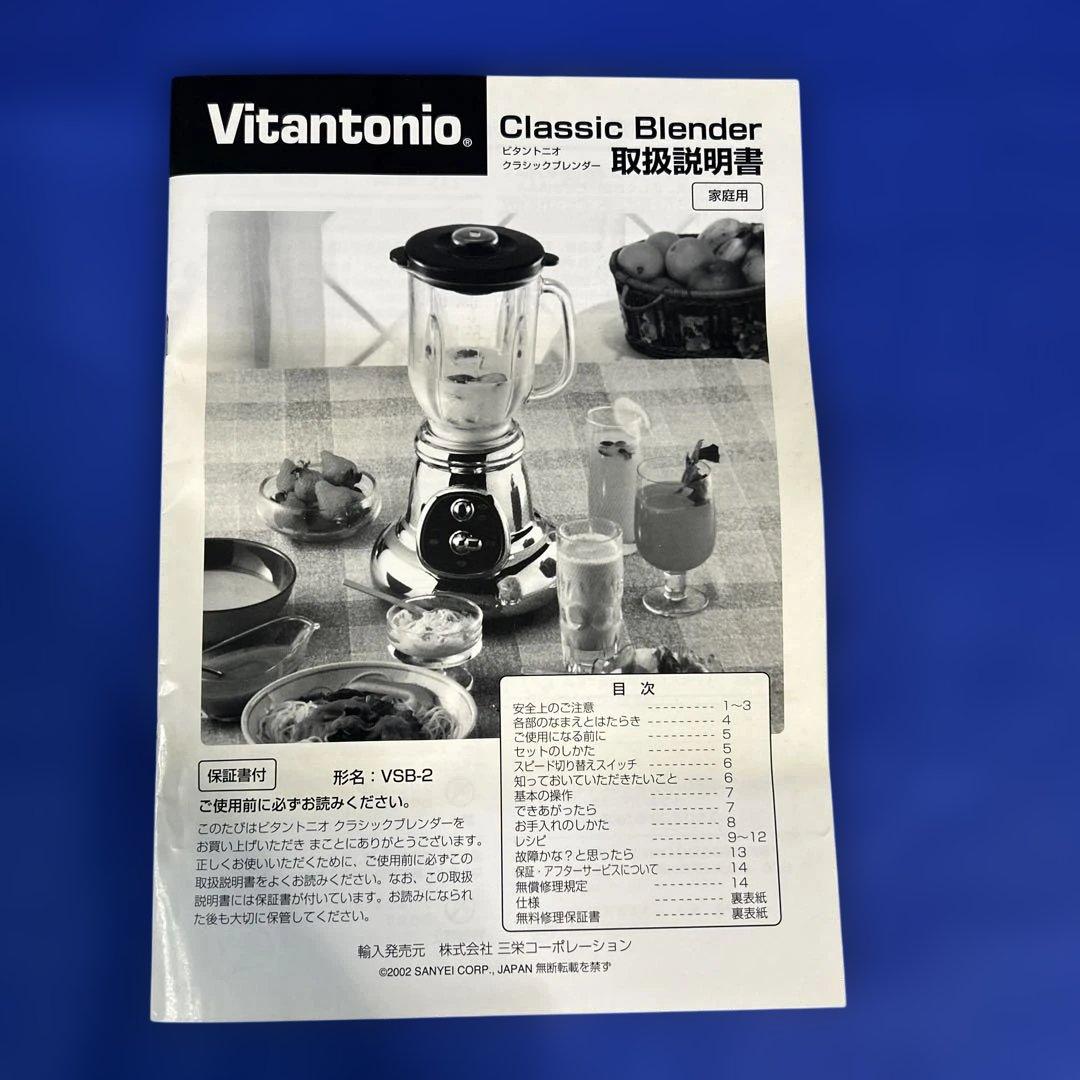 Vitantonio®
Classic Blender
ビタントニオ
クラシックブレンダー 取扱説明書
家庭用
目 次
安全上のご注意 --------- 1〜3
各部のなまえとはたらき --------- 4
ご使用になる前に --------- 5
セットのしかた --------- 5
スピード切り替えスイッチ --------- 6
知っておいていただきたいこと ---- 6
基本の操作 --------- 7
できあがったら --------- 7
お手入れのしかた --------- 8
レシピ --------- 9〜12
故障かな？と思ったら --------- 13
保証・アフターサービスについて --------- 14
無償修理規定 --------- 14
仕様 --------- 裏表紙
無料修理保証書 --------- 裏表紙
保証書付 形名：VSB-2
ご使用前に必ずお読みください。
このたびはビタントニオ クラシックブレンダーを
お買い上げいただき まことにありがとうございます。
正しくお使いいただくために、ご使用前に必ずこの
取扱説明書をよくお読みください。なお、この取扱
説明書には保証書が付いています。お読みになられ
た後も大切に保管してください。
輸入発売元 株式会社 三栄コーポレーション
©2002 SANYEI CORP., JAPAN 無断転載を禁ず